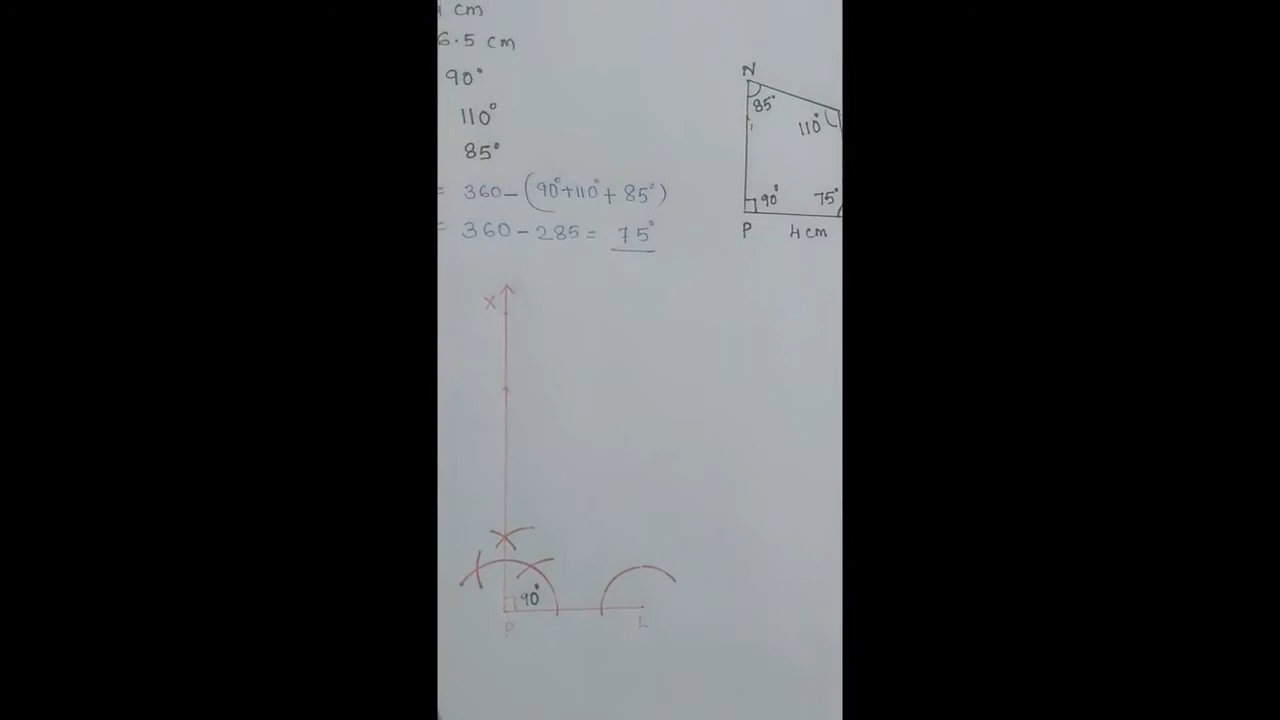 cm
6.5 cm
90°
110°
85°
= 360-(90°+110°+85°)
= 360-285= 75°
N
85°
110°
90°
75°
P
4 cm
X
90°
P
L